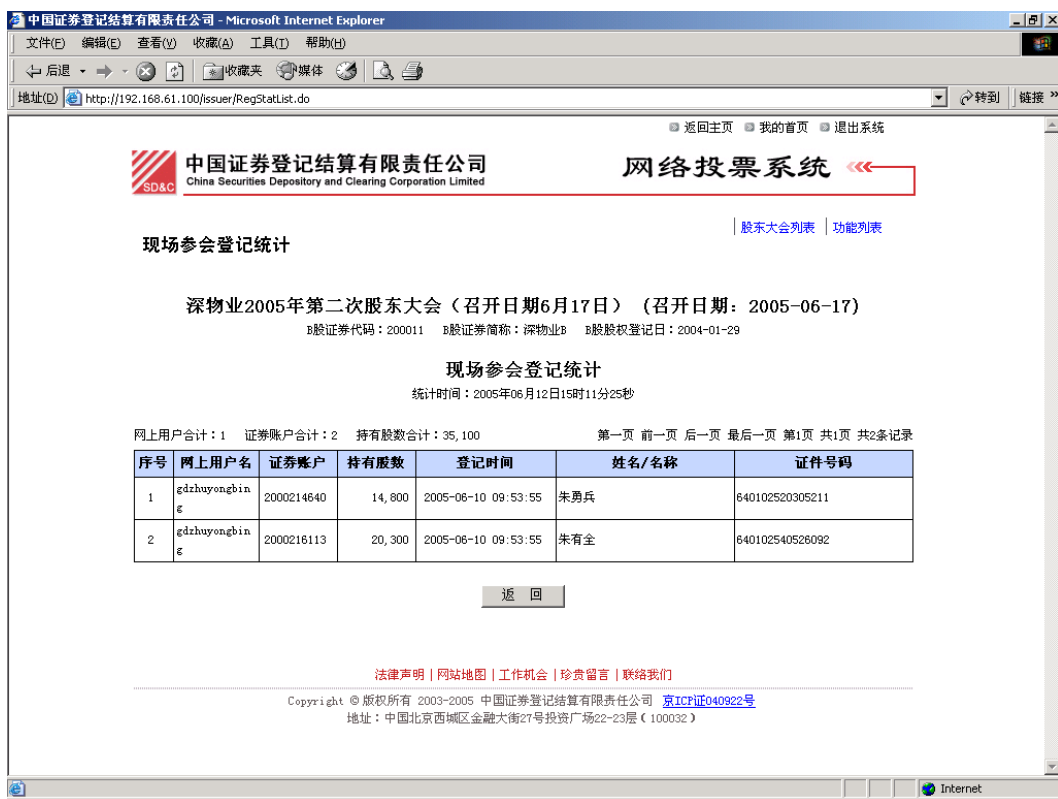 中国证券登记结算有限责任公司 - Microsoft Internet Explorer
文件(F) 编辑(E) 查看(V) 收藏(A) 工具(T) 帮助(H)
后退 收藏夹 媒体
地址(D) http://192.168.61.100/issuer/RegStatList.do 转到 链接 »
返回主页 我的首页 退出系统
SD&C 中国证券登记结算有限责任公司 网络投票系统
China Securities Depository and Clearing Corporation Limited
股东大会列表 功能列表
现场参会登记统计
深物业2005年第二次股东大会（召开日期6月17日） (召开日期: 2005-06-17)
B股证券代码：200011 B股证券简称：深物业B B股股权登记日：2004-01-29
现场参会登记统计
统计时间：2005年06月12日15时11分25秒
网上用户合计：1 证券账户合计：2 持有股数合计：35,100 第一页 前一页 后一页 最后一页 第1页 共1页 共2条记录
序号 网上用户名 证券账户 持有股数 登记时间 姓名/名称 证件号码
1 gdzhuyongbing 2000214640 14,800 2005-06-10 09:53:55 朱勇兵 640102520305211
2 gdzhuyongbing 2000216113 20,300 2005-06-10 09:53:55 朱有全 640102540526092
返 回
法律声明 | 网站地图 | 工作机会 | 珍贵留言 | 联络我们
Copyright © 版权所有 2003-2005 中国证券登记结算有限责任公司 京ICP证040922号
地址：中国北京西城区金融大街27号投资广场22-23层（100032）
Internet